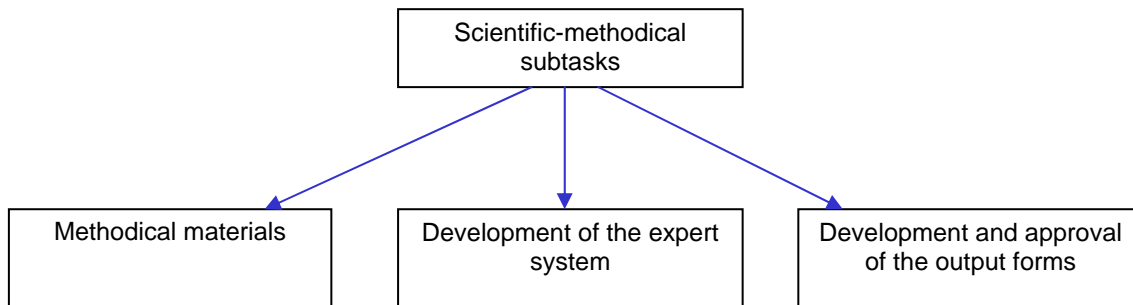 Scientific-methodical
subtasks
Methodical materials
Development of the expert
system
Development and approval
of the output forms